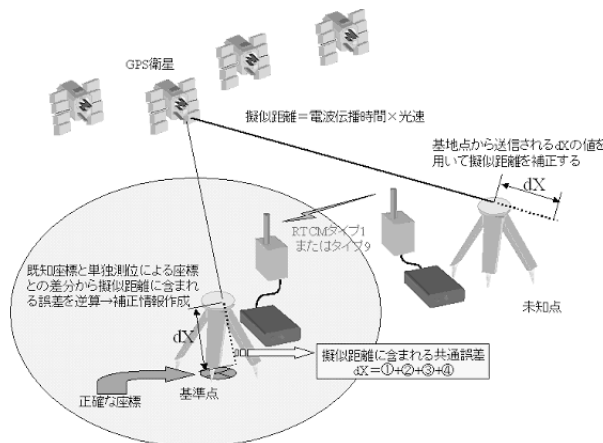 GPS衛星
擬似距離=電波伝播時間×光速
基地点から送信されるdXの値を
用いて擬似距離を補正する
dX
RTCMタイプ1
またはタイプ9
既知座標と単独測位による座標
との差分から擬似距離に含まれ
る誤差を逆算→補正情報作成
未知点
dX
擬似距離に含まれる共通誤差
dX=①+②+③+④
正確な座標
基準点